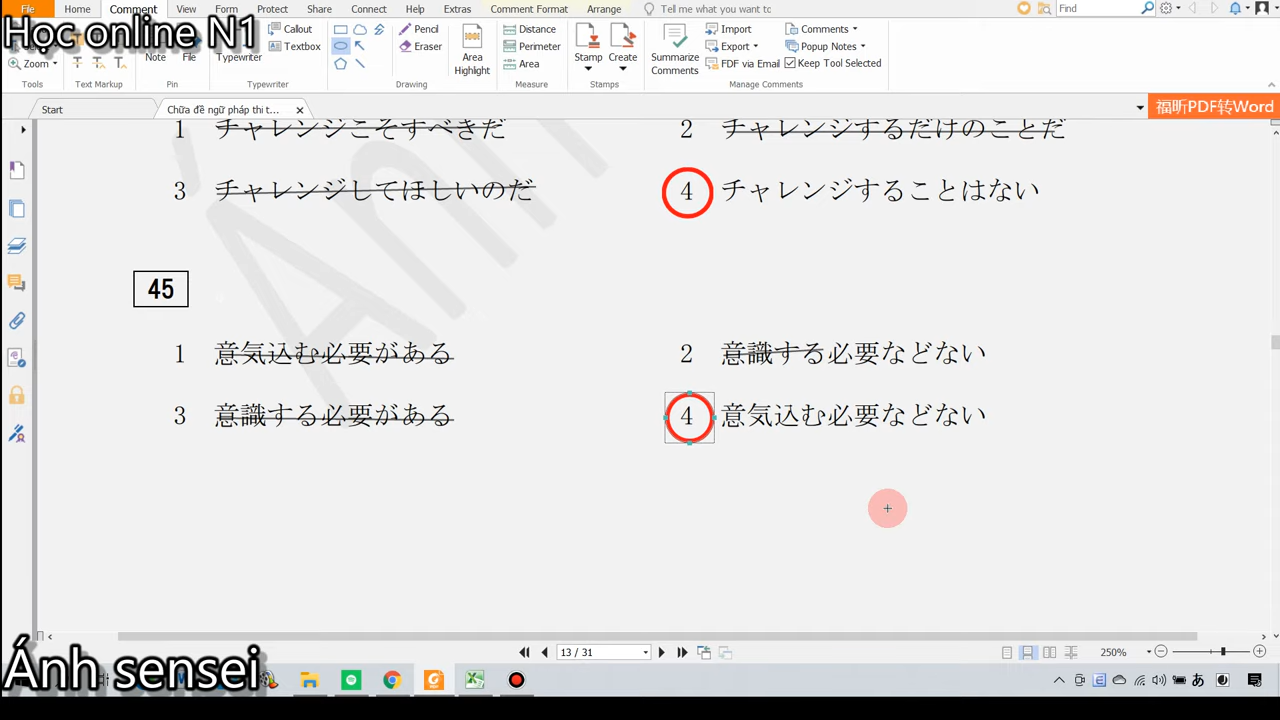 File Home Comment View Form Protect Share Connect Help Extras Comment Format Arrange Tell me what you want to Find
Học online N1
Callout Pencil Distance Import Comments
Textbox Eraser Perimeter Export Popup Notes
Zoom Typewriter Note File Area Highlight Area Stamp Create Summarize Comments FDF via Email Keep Tool Selected
Tools Text Markup Typewriter Drawing Measure Stamps Manage Comments
Start Chữa đề ngữ pháp thi t... 福昕PDF转Word
1 チャレンジこそすべきだ 2 チャレンジするだけのことだ
3 チャレンジしてほしいのだ 4 チャレンジすることはない
45
1 意気込む必要がある 2 意識する必要などない
3 意識する必要がある 4 意気込む必要などない
Ánh
13 / 31 250%
Ánh sensei
あ